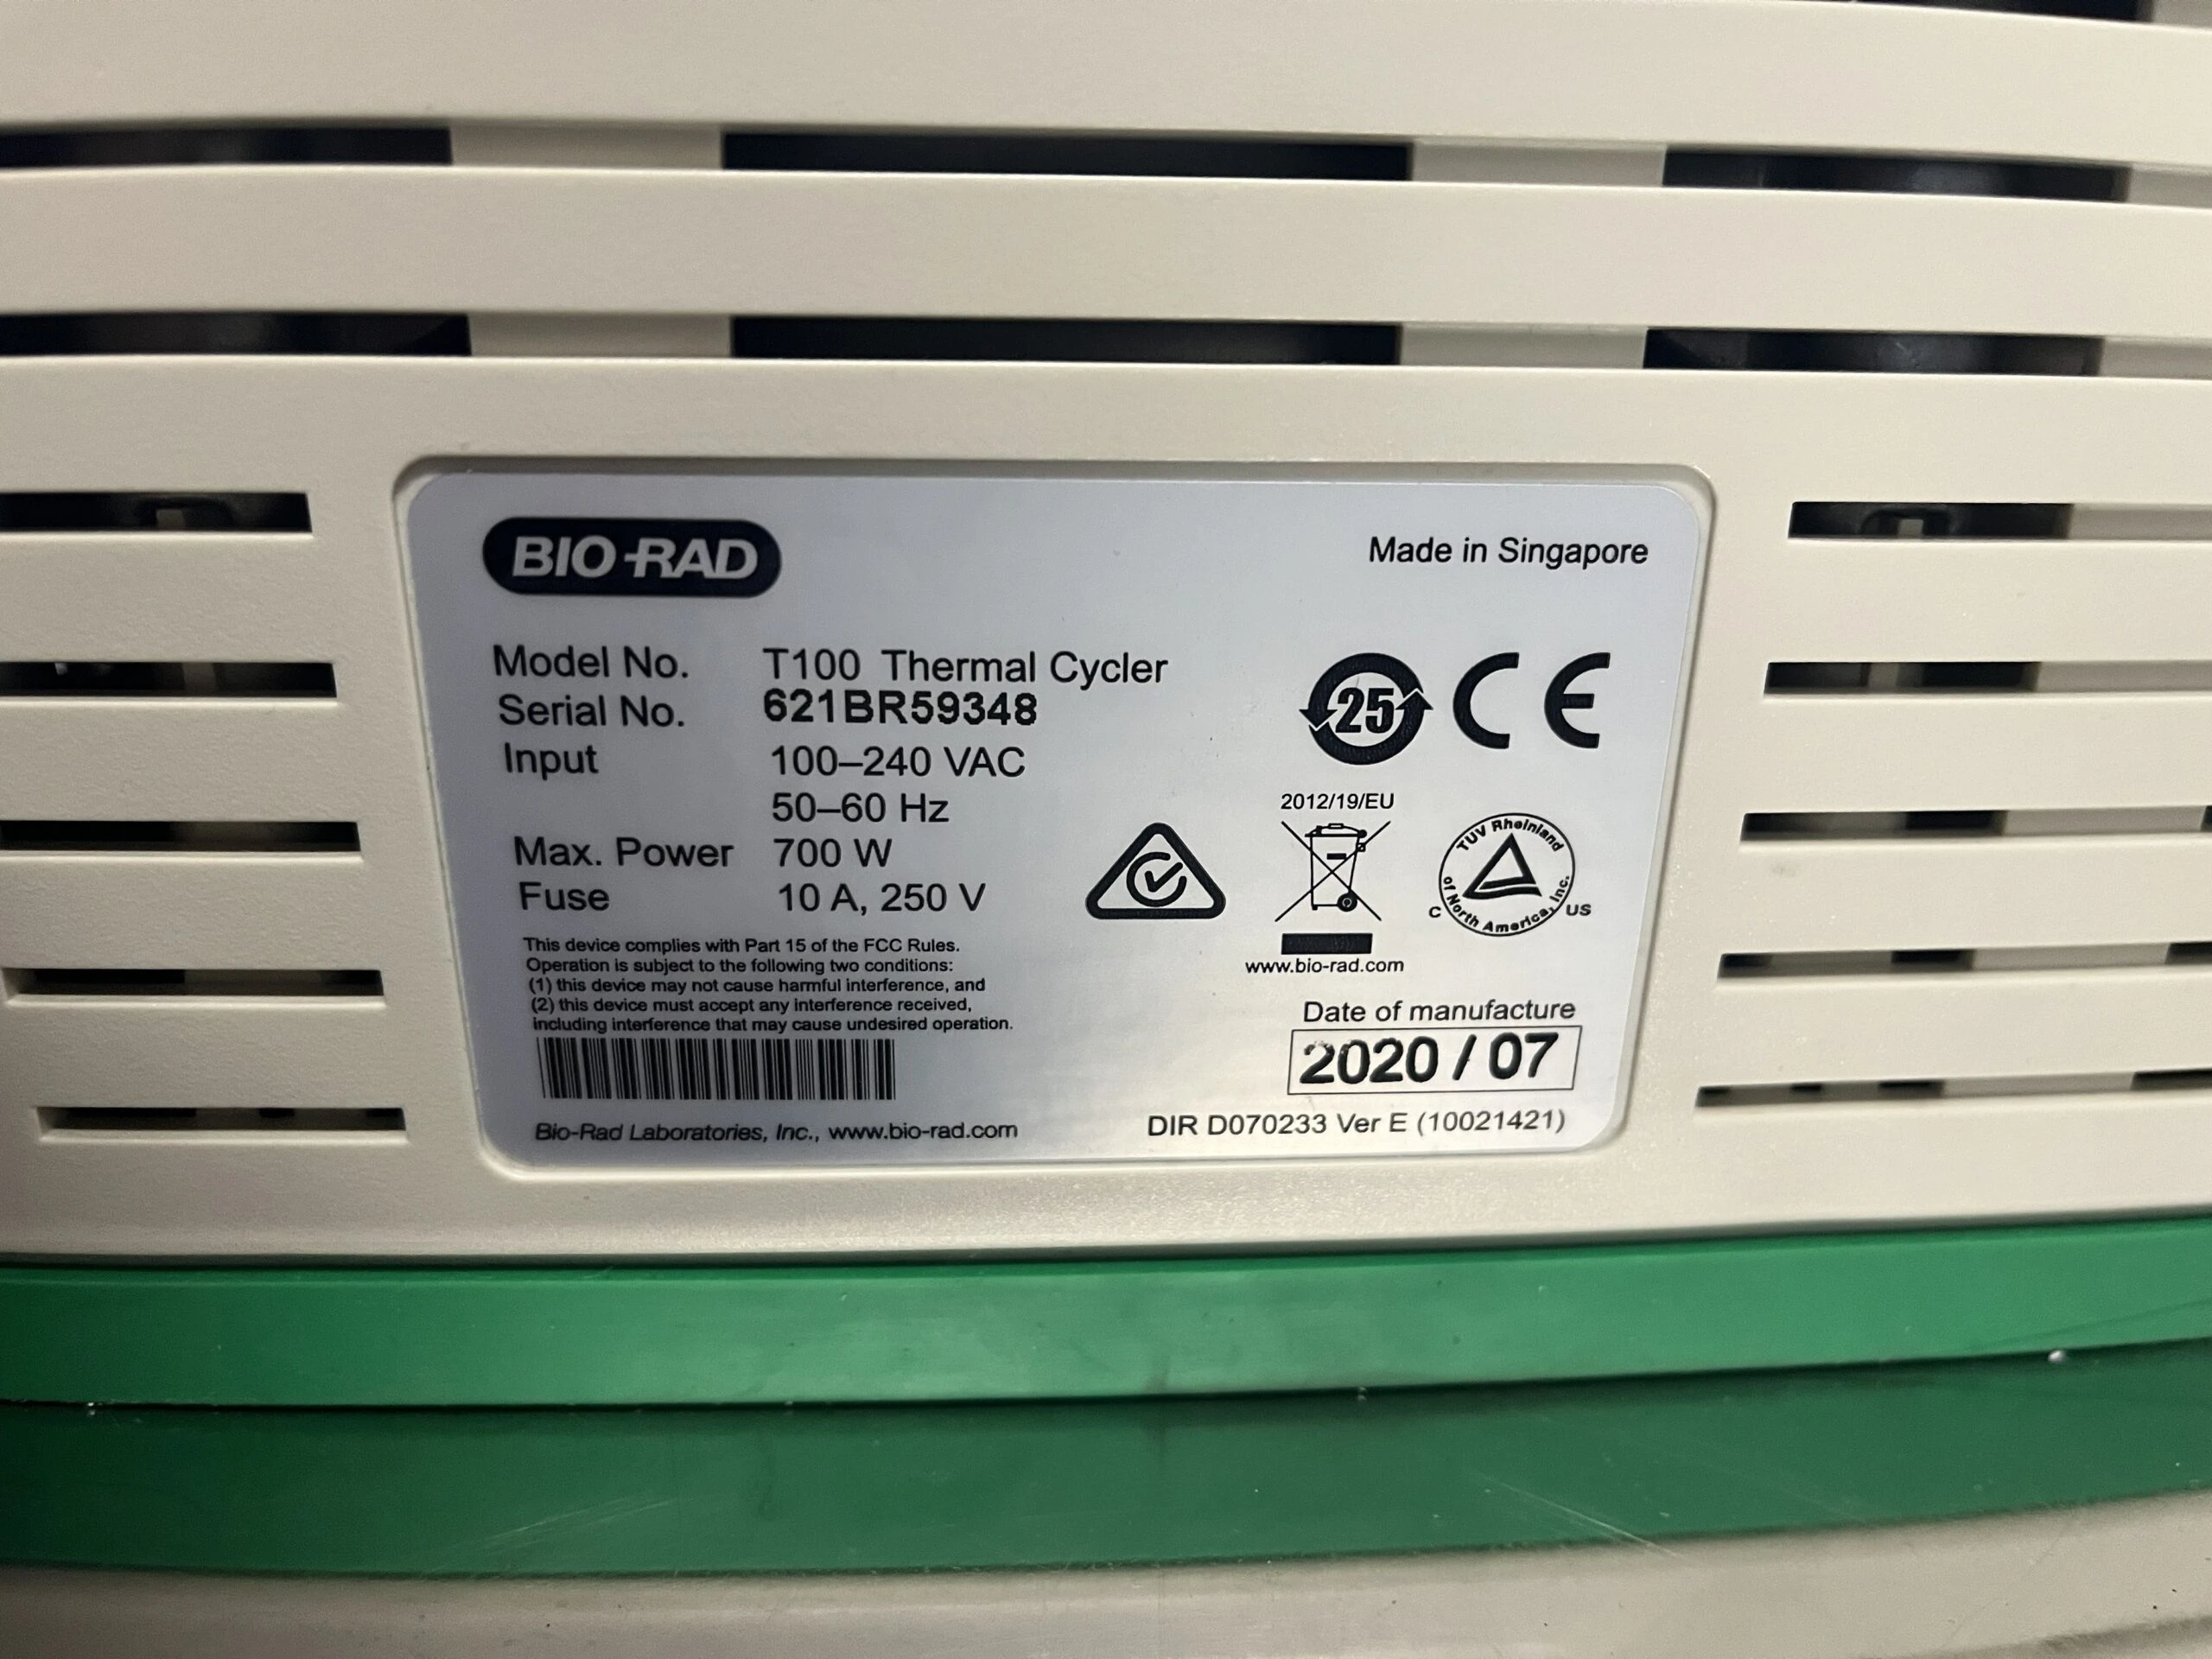 BIO-RAD
Made in Singapore
Model No. T100 Thermal Cycler
Serial No. 621BR59348
Input 100–240 VAC
50–60 Hz
Max. Power 700 W
Fuse 10 A, 250 V
25
CE
2012/19/EU
TUV Rheinland
of North America, Inc.
C US
www.bio-rad.com
This device complies with Part 15 of the FCC Rules.
Operation is subject to the following two conditions:
(1) this device may not cause harmful interference, and
(2) this device must accept any interference received,
including interference that may cause undesired operation.
Date of manufacture
2020 / 07
Bio-Rad Laboratories, Inc., www.bio-rad.com
DIR D070233 Ver E (10021421)